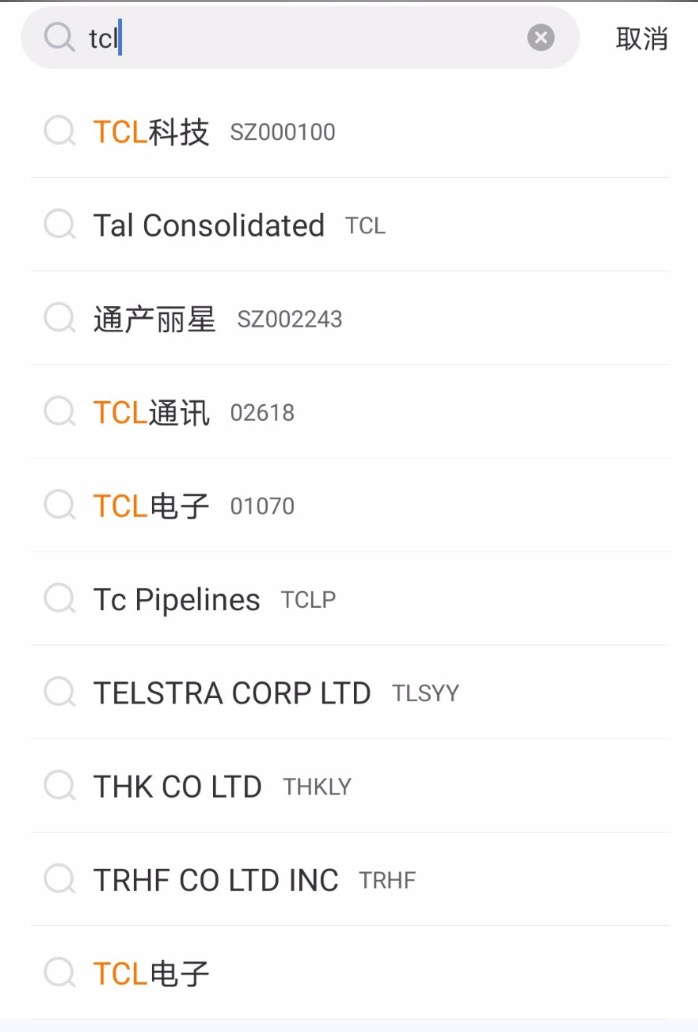 tcl 取消
TCL科技 SZ000100
Tal Consolidated TCL
通产丽星 SZ002243
TCL通讯 02618
TCL电子 01070
Tc Pipelines TCLP
TELSTRA CORP LTD TLSYY
THK CO LTD THKLY
TRHF CO LTD INC TRHF
TCL电子